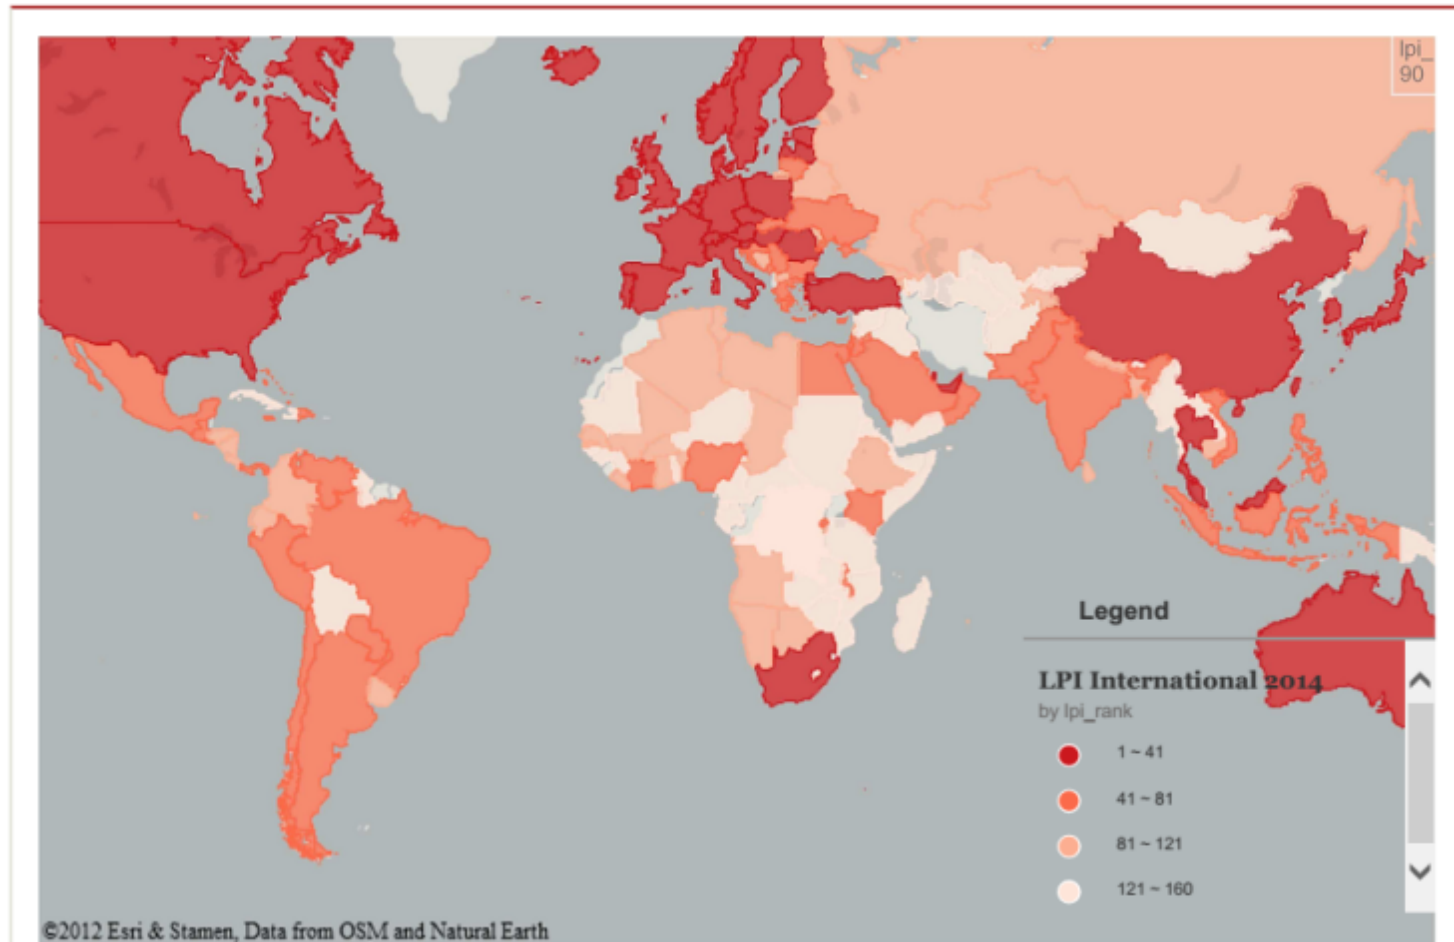 lpi_
90
Legend
LPI International 2014
by lpi_rank
1 ~ 41
41 ~ 81
81 ~ 121
121 ~ 160
©2012 Esri & Stamen, Data from OSM and Natural Earth